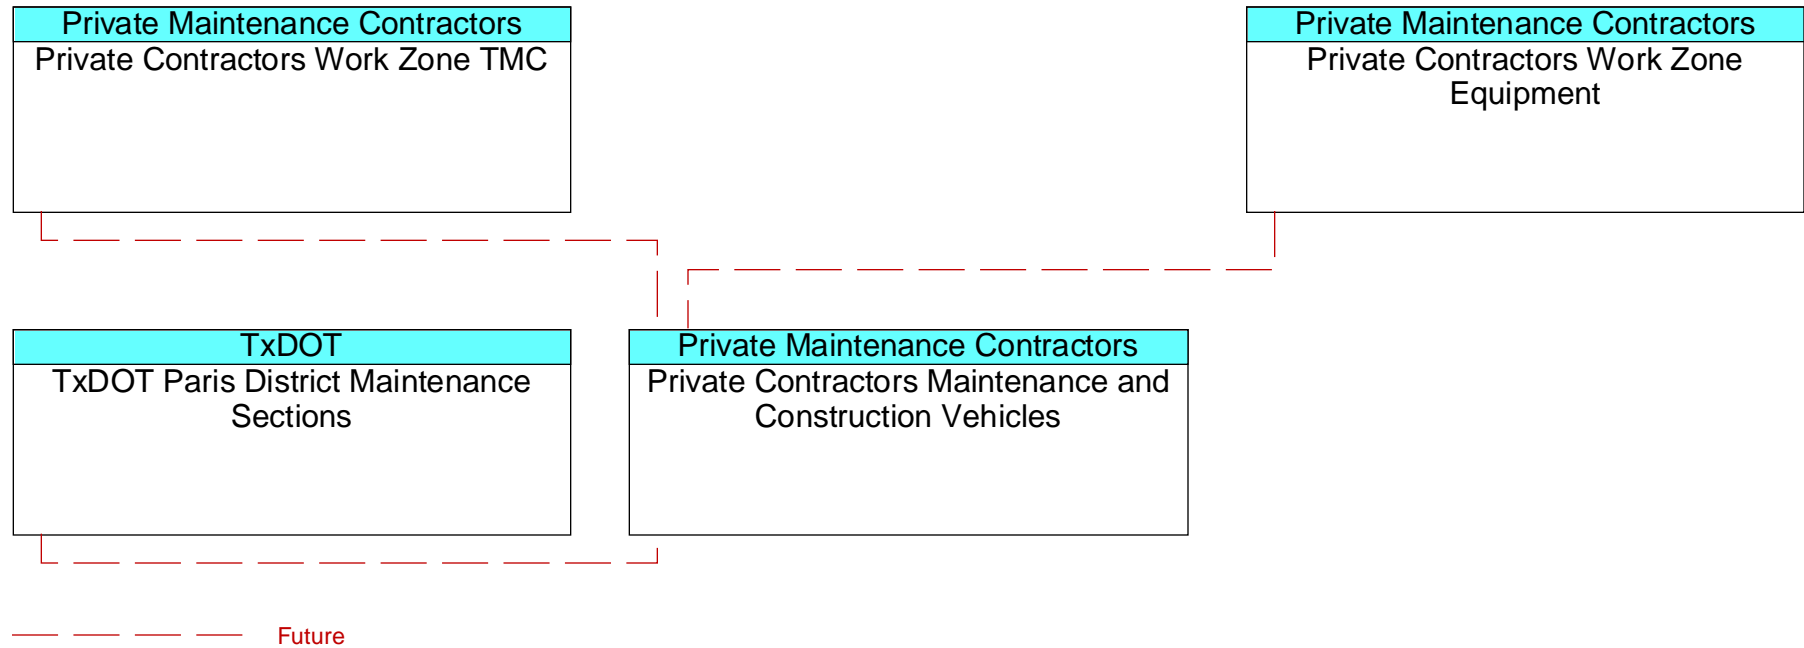 Private Maintenance Contractors
Private Contractors Work Zone TMC
Private Maintenance Contractors
Private Contractors Work Zone
Equipment
TxDOT
TxDOT Paris District Maintenance
Sections
Private Maintenance Contractors
Private Contractors Maintenance and
Construction Vehicles
Future